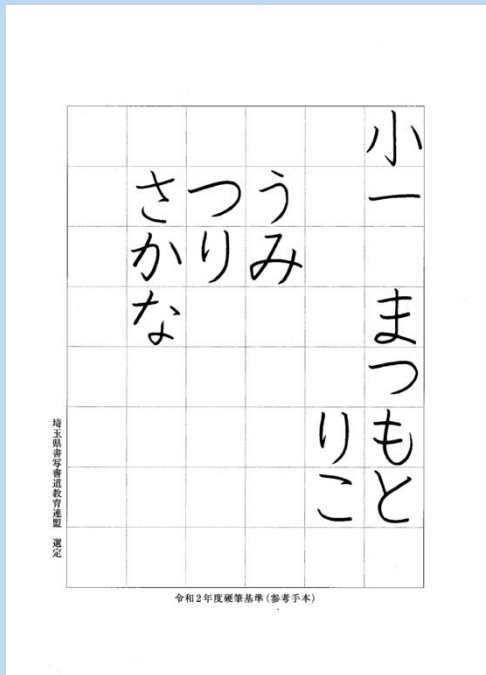 小一　まつもと
りこ
うみ
つり
さかな
埼玉県書写書道教育連盟　選定
令和2年度硬筆基準（参考手本）